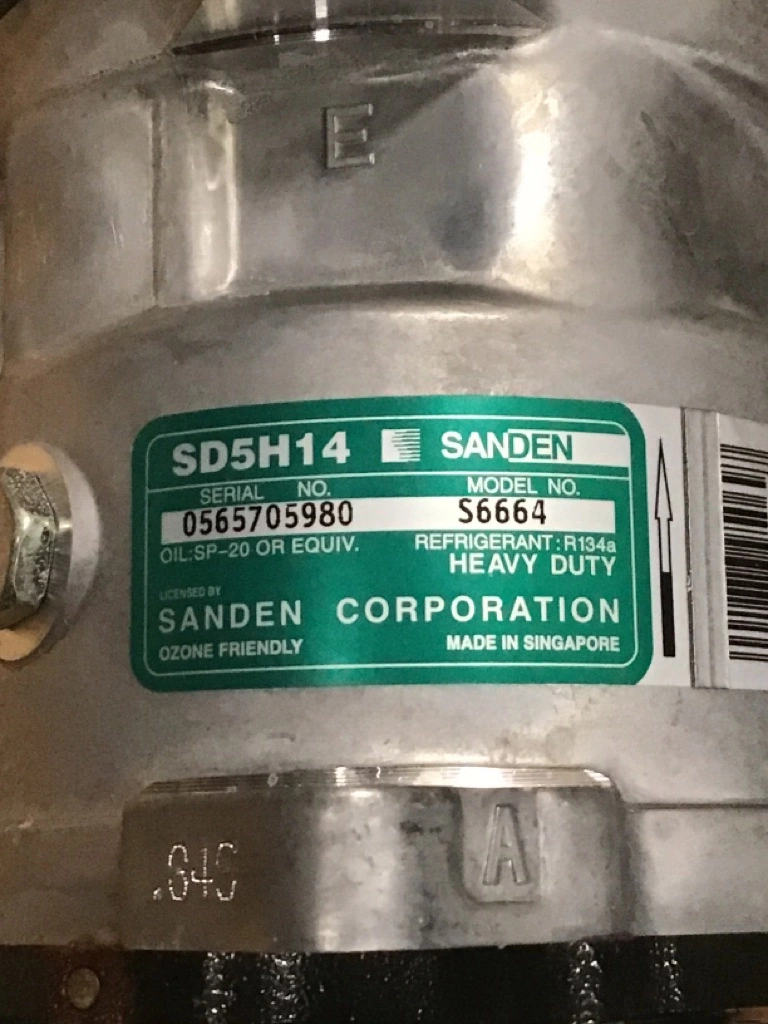 E
SD5H14 SANDEN
SERIAL NO. MODEL NO.
0565705980 S6664
OIL:SP-20 OR EQUIV. REFRIGERANT:R134a
HEAVY DUTY
LICENSED BY
SANDEN CORPORATION
OZONE FRIENDLY MADE IN SINGAPORE
A